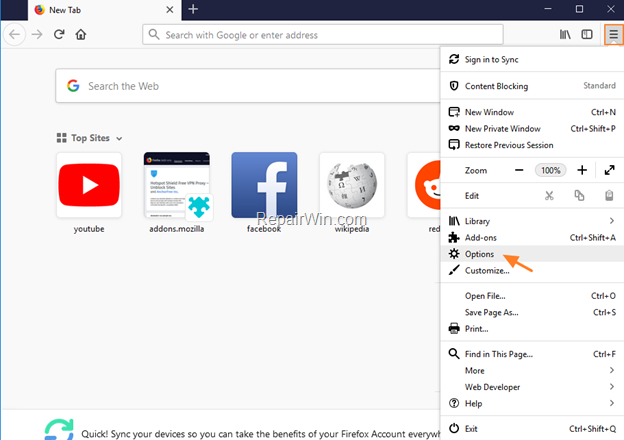 New Tab
Search with Google or enter address
Sign in to Sync
Content Blocking Standard
New Window Ctrl+N
New Private Window Ctrl+Shift+P
Restore Previous Session
Zoom 100%
Edit
Library
Add-ons Ctrl+Shift+A
Options
Customize...
Open File... Ctrl+O
Save Page As... Ctrl+S
Print...
Find in This Page... Ctrl+F
More
Web Developer
Help
Exit Ctrl+Shift+Q
Search the Web
Top Sites
youtube addons.mozilla facebook wikipedia red
RepairWin.com
Quick! Sync your devices so you can take the benefits of your Firefox Account everywh